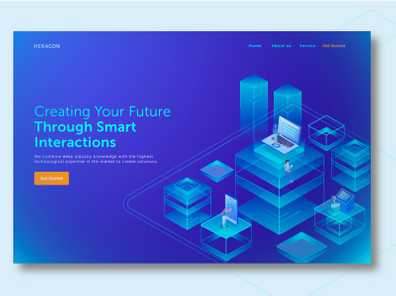 HEXAGON
Home   About us   Service   Get Started
Creating Your Future
Through Smart
Interactions
We combine deep industry knowledge with the highest
technological expertise in the market to create solutions.
Get Started